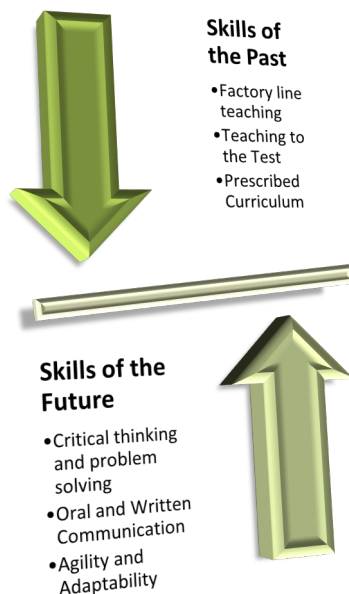 Skills of
the Past
•Factory line
teaching
•Teaching to
the Test
•Prescribed
Curriculum
Skills of the
Future
•Critical thinking
and problem
solving
•Oral and Written
Communication
•Agility and
Adaptability